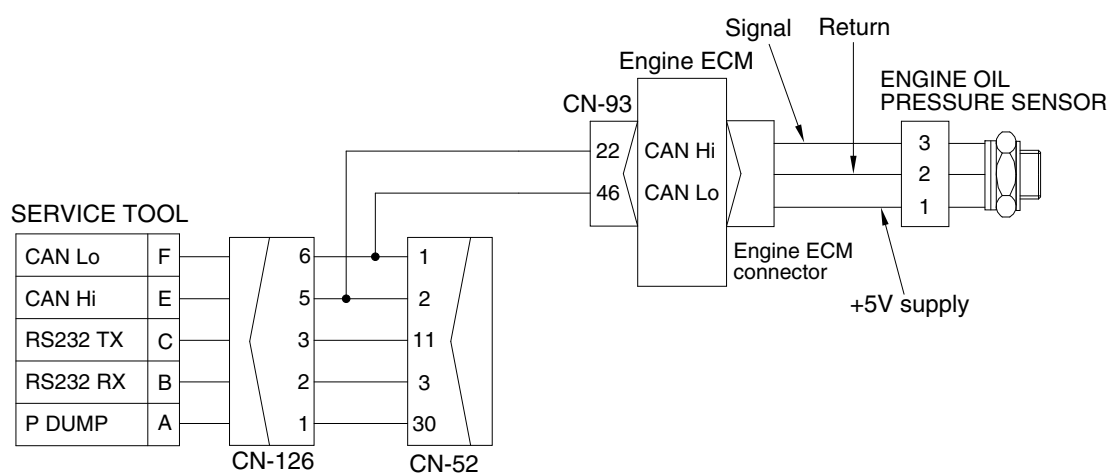 Signal Return
Engine ECM
ENGINE OIL
PRESSURE SENSOR
CN-93
22 CAN Hi 3
2
46 CAN Lo 1
SERVICE TOOL
Engine ECM
connector
+5V supply
CAN Lo F 6 1
CAN Hi E 5 2
RS232 TX C 3 11
RS232 RX B 2 3
P DUMP A 1 30
CN-126 CN-52